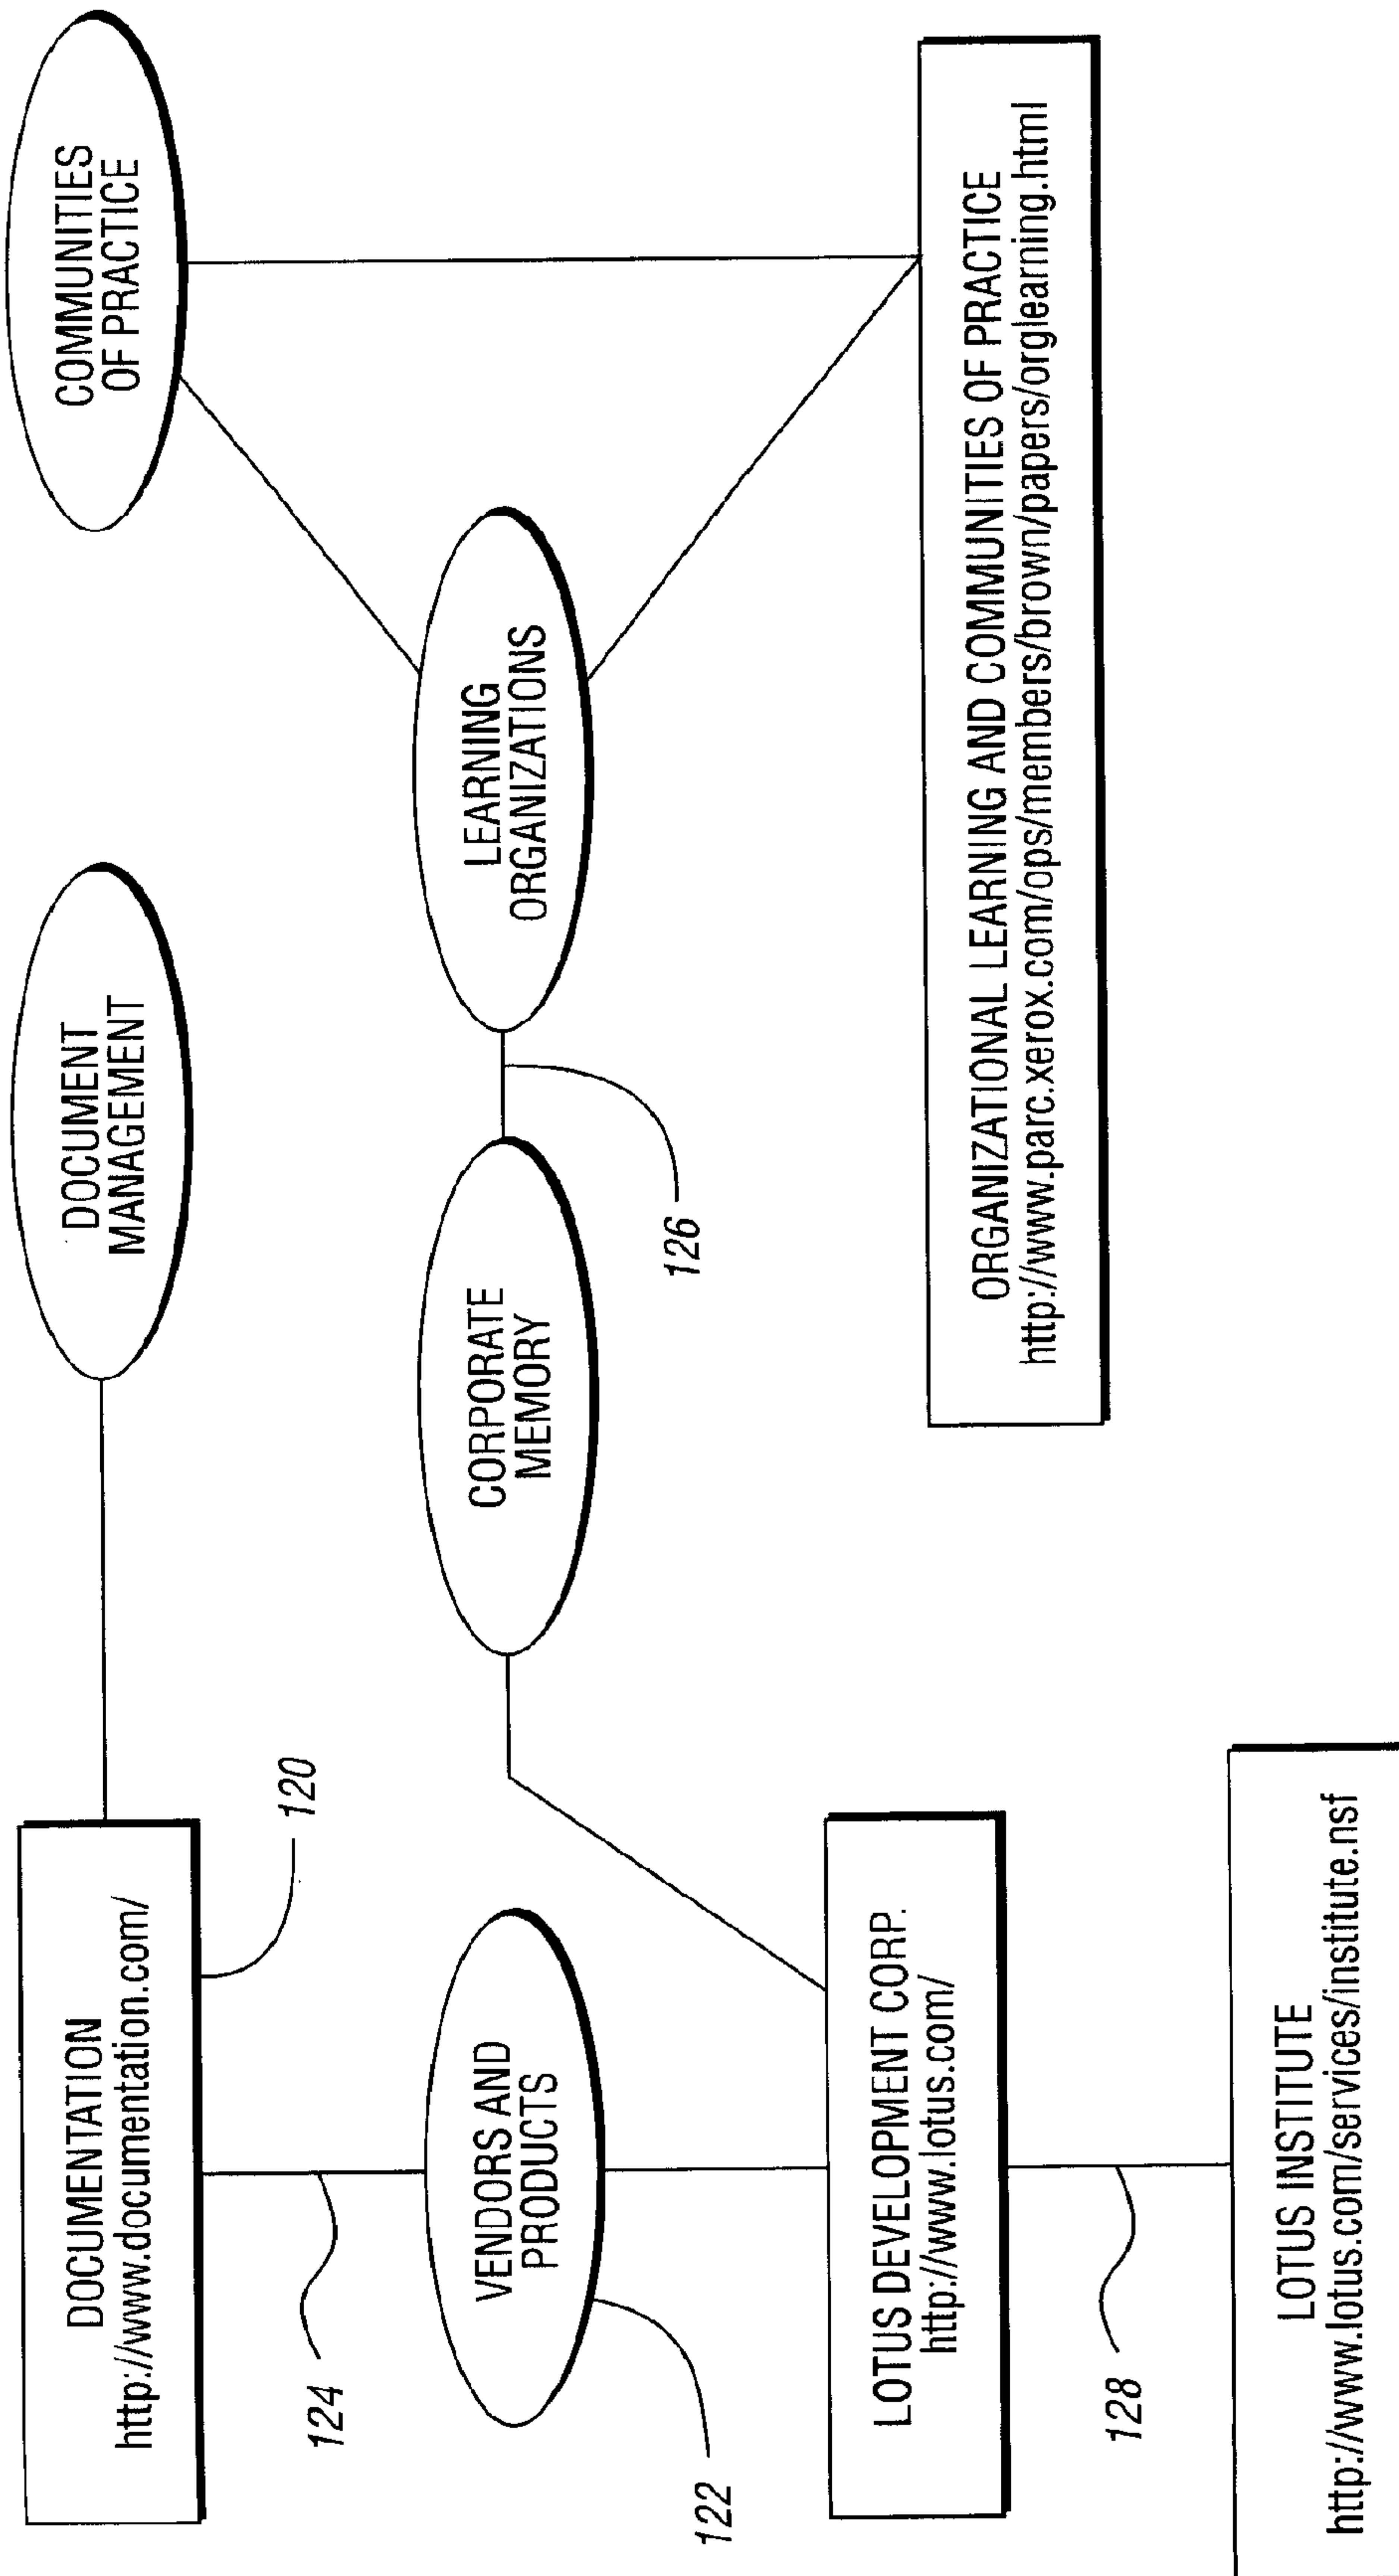 DOCUMENTATION
http://www.documentation.com/
120
DOCUMENT
MANAGEMENT
COMMUNITIES
OF PRACTICE
124
VENDORS AND
PRODUCTS
122
CORPORATE
MEMORY
LEARNING
ORGANIZATIONS
126
LOTUS DEVELOPMENT CORP.
http://www.lotus.com/
128
ORGANIZATIONAL LEARNING AND COMMUNITIES OF PRACTICE
http://www.parc.xerox.com/ops/members/brown/papers/orglearning.html
LOTUS INSTITUTE
http://www.lotus.com/services/institute.nsf